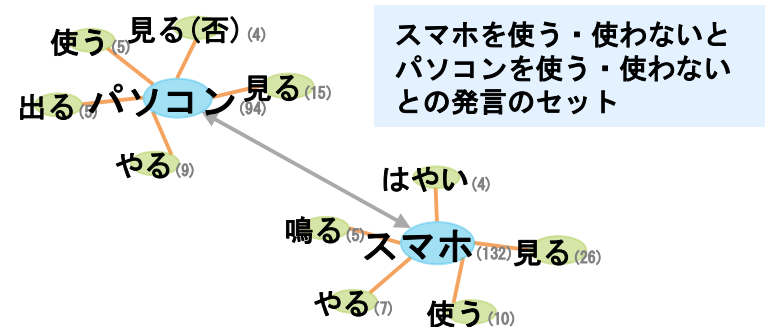 使う(5)
見る(否)(4)
パソコン(94)
見る(15)
出る(5)
やる(9)
スマホを使う・使わないと
パソコンを使う・使わない
との発言のセット
はやい(4)
鳴る(5)
スマホ(132)
見る(26)
やる(7)
使う(10)